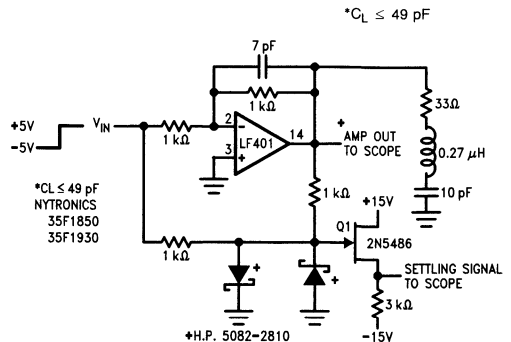 *CL ≤ 49 pF
7 pF
1 kΩ
33Ω
0.27 μH
10 pF
+5V
-5V
VIN
1 kΩ
2
-
LF401
3
+
14
+
AMP OUT
TO SCOPE
*CL ≤ 49 pF
NYTRONICS
35F1850
35F1930
1 kΩ
+15V
Q1
2N5486
1 kΩ
+
+
SETTLING SIGNAL
TO SCOPE
3 kΩ
-15V
+H.P. 5082-2810